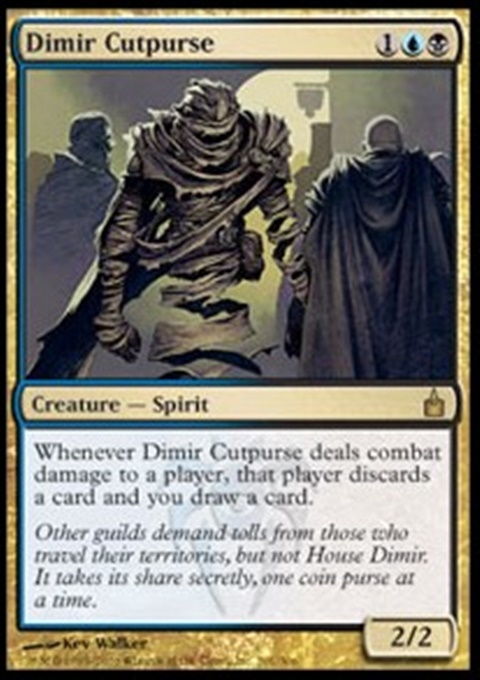 Dimir Cutpurse 1
Creature — Spirit
Whenever Dimir Cutpurse deals combat
damage to a player, that player discards
a card and you draw a card.
Other guilds demand tolls from those who
travel their territories, but not House Dimir.
It takes its share secretly, one coin purse at
a time.
2/2
Kev Walker